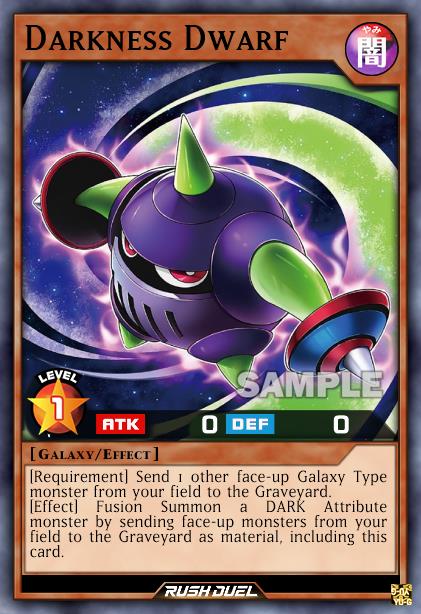 Darkness Dwarf
やみ
闇
SAMPLE
LEVEL
1
ATK 0 DEF 0
[Galaxy/Effect]
[Requirement] Send 1 other face-up Galaxy Type
monster from your field to the Graveyard.
[Effect] Fusion Summon a DARK Attribute
monster by sending face-up monsters from your
field to the Graveyard as material, including this
card.
RUSH DUEL